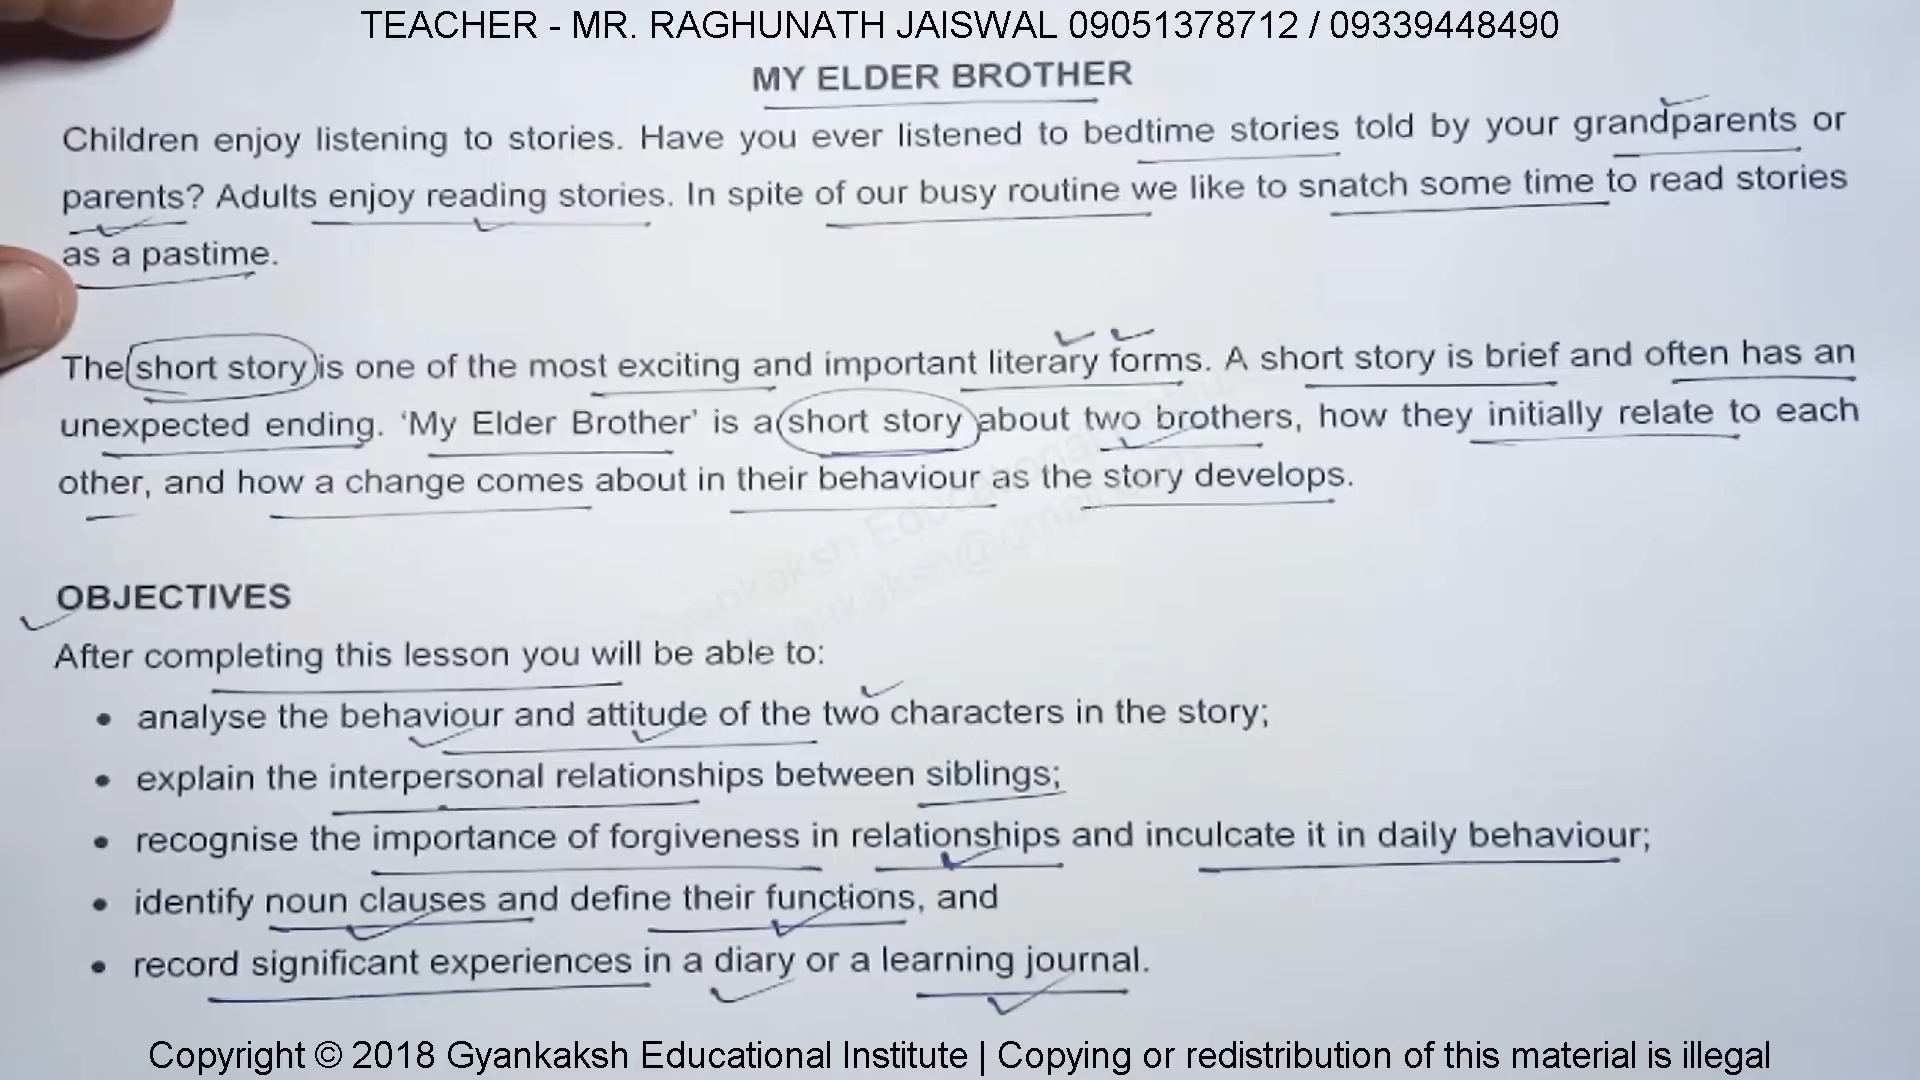 TEACHER - MR. RAGHUNATH JAISWAL 09051378712 / 09339448490
MY ELDER BROTHER
Children enjoy listening to stories. Have you ever listened to bedtime stories told by your grandparents or
parents? Adults enjoy reading stories. In spite of our busy routine we like to snatch some time to read stories
as a pastime.
The short story is one of the most exciting and important literary forms. A short story is brief and often has an
unexpected ending. ‘My Elder Brother’ is a short story about two brothers, how they initially relate to each
other, and how a change comes about in their behaviour as the story develops.
OBJECTIVES
After completing this lesson you will be able to:
• analyse the behaviour and attitude of the two characters in the story;
• explain the interpersonal relationships between siblings;
• recognise the importance of forgiveness in relationships and inculcate it in daily behaviour;
• identify noun clauses and define their functions, and
• record significant experiences in a diary or a learning journal.
Copyright © 2018 Gyankaksh Educational Institute | Copying or redistribution of this material is illegal